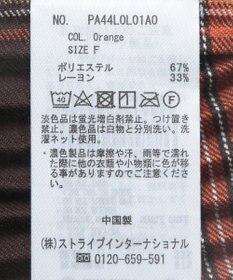 NO. PA44L0L01A0
COL. Orange
SIZE F
ポリエステル 67%
レーヨン 33%
40
淡色品は蛍光増白剤禁止。つけ置き
禁止。濃色品は白物と分別洗い。洗
濯ネット使用。
・濃色製品は摩擦や汗、雨等で濡れ
た際に他の衣類や小物類に色が移
る事がありますのでご注意くださ
い。
中国製
(株)ストライプインターナショナル
☎ 0120-659-591